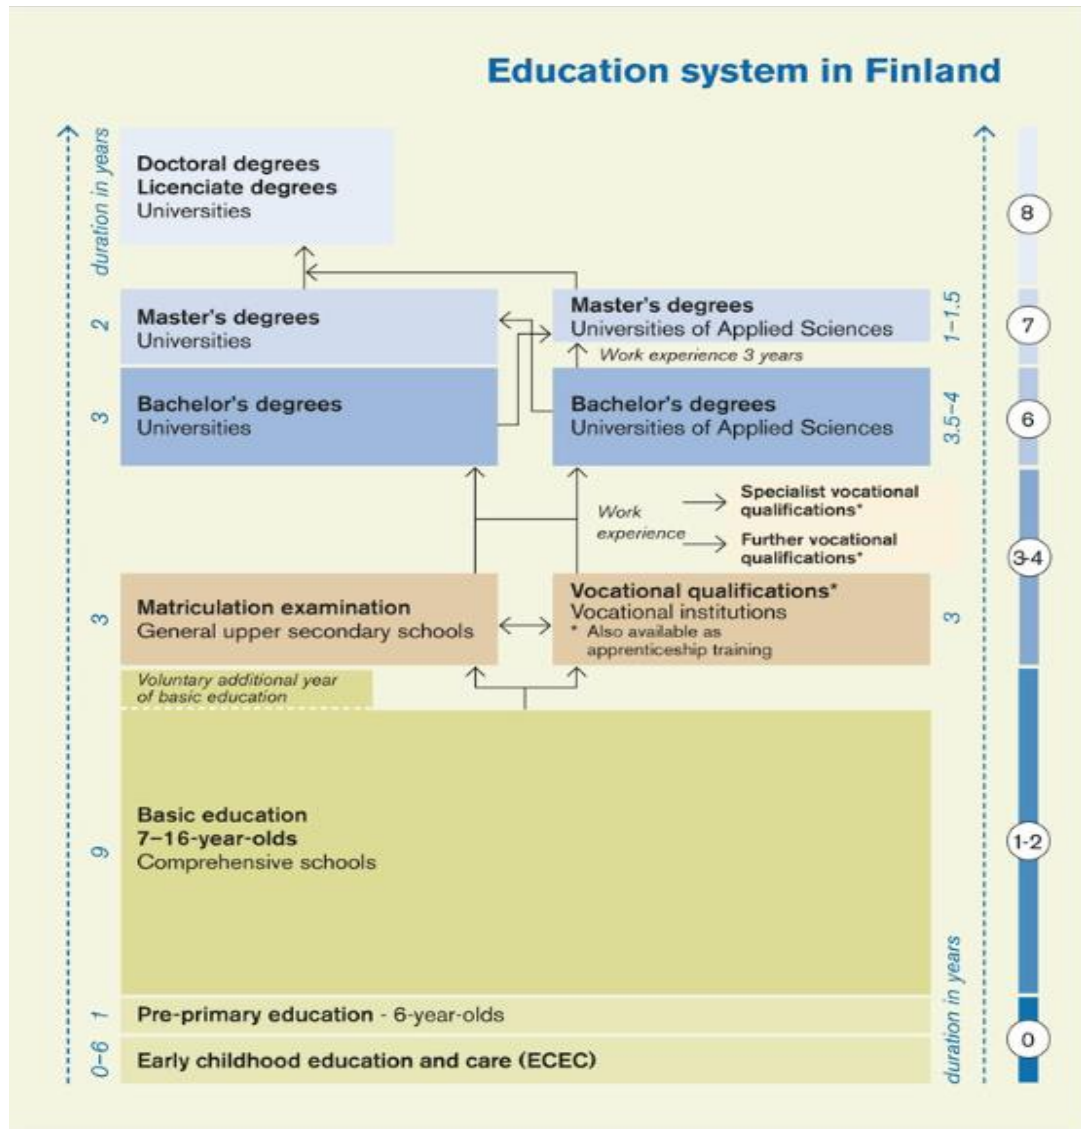 Education system in Finland
duration in years
Doctoral degrees
Licenciate degrees
Universities
8
2
Master's degrees
Universities
Master's degrees
Universities of Applied Sciences
1–1.5
7
Work experience 3 years
3
Bachelor's degrees
Universities
Bachelor's degrees
Universities of Applied Sciences
3.5–4
6
Work
experience
Specialist vocational
qualifications*
Further vocational
qualifications*
3-4
3
Matriculation examination
General upper secondary schools
Vocational qualifications*
Vocational institutions
* Also available as
apprenticeship training
3
Voluntary additional year
of basic education
9
Basic education
7–16-year-olds
Comprehensive schools
1-2
1
Pre-primary education - 6-year-olds
0–6
Early childhood education and care (ECEC)
duration in years
0